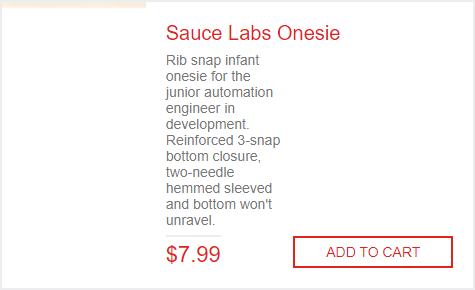 Sauce Labs Onesie
Rib snap infant
onesie for the
junior automation
engineer in
development.
Reinforced 3-snap
bottom closure,
two-needle
hemmed sleeved
and bottom won't
unravel.
$7.99
ADD TO CART